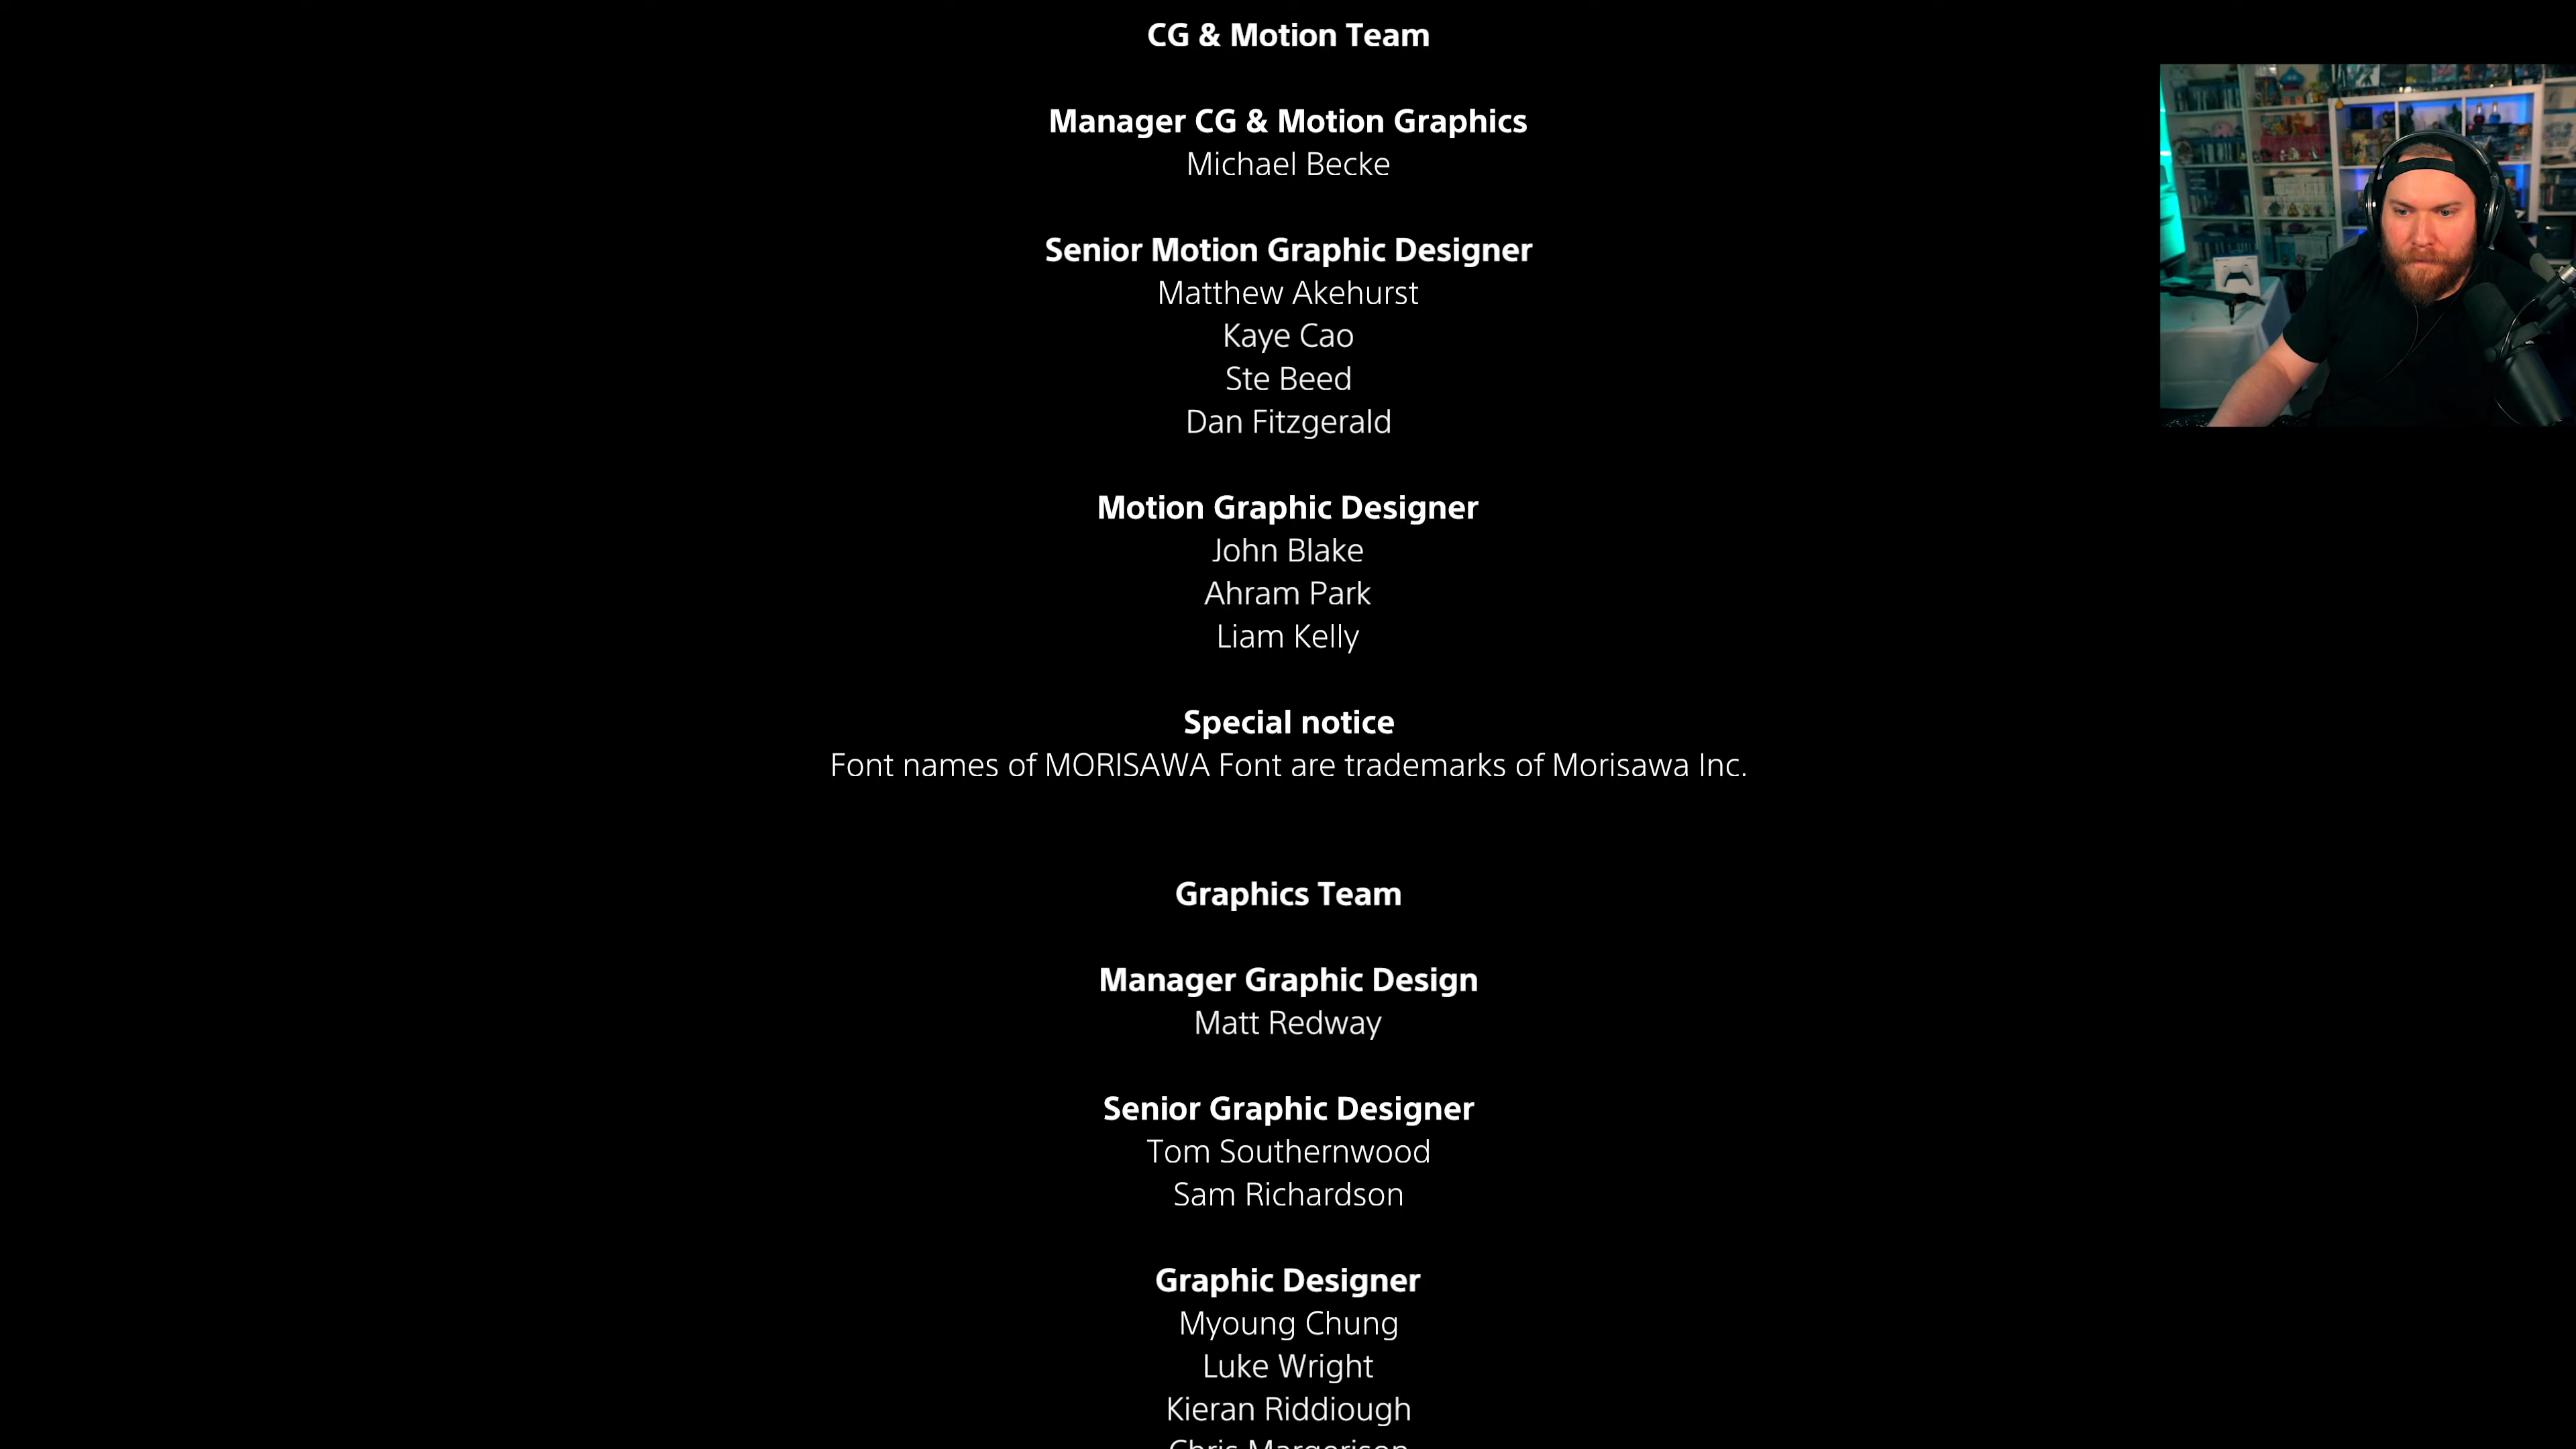 CG & Motion Team
Manager CG & Motion Graphics
Michael Becke
Senior Motion Graphic Designer
Matthew Akehurst
Kaye Cao
Ste Beed
Dan Fitzgerald
Motion Graphic Designer
John Blake
Ahram Park
Liam Kelly
Special notice
Font names of MORISAWA Font are trademarks of Morisawa Inc.
Graphics Team
Manager Graphic Design
Matt Redway
Senior Graphic Designer
Tom Southernwood
Sam Richardson
Graphic Designer
Myoung Chung
Luke Wright
Kieran Riddiough
Chris Margerison